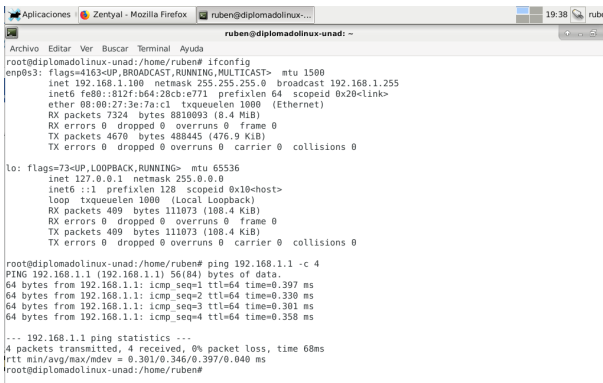 Aplicaciones Zentyal - Mozilla Firefox ruben@diplomadolinux-... 19:38 rube
ruben@diplomadolinux-unad: ~
Archivo Editar Ver Buscar Terminal Ayuda
root@diplomadolinux-unad:/home/ruben# ifconfig
enp0s3: flags=4163<UP,BROADCAST,RUNNING,MULTICAST> mtu 1500
inet 192.168.1.100 netmask 255.255.255.0 broadcast 192.168.1.255
inet6 fe80::812f:b64:28cb:e771 prefixlen 64 scopeid 0x20<link>
ether 08:00:27:3e:7a:c1 txqueuelen 1000 (Ethernet)
RX packets 7324 bytes 8810093 (8.4 MiB)
RX errors 0 dropped 0 overruns 0 frame 0
TX packets 4670 bytes 488445 (476.9 KiB)
TX errors 0 dropped 0 overruns 0 carrier 0 collisions 0
lo: flags=73<UP,LOOPBACK,RUNNING> mtu 65536
inet 127.0.0.1 netmask 255.0.0.0
inet6 ::1 prefixlen 128 scopeid 0x10<host>
loop txqueuelen 1000 (Local Loopback)
RX packets 409 bytes 111073 (108.4 KiB)
RX errors 0 dropped 0 overruns 0 frame 0
TX packets 409 bytes 111073 (108.4 KiB)
TX errors 0 dropped 0 overruns 0 carrier 0 collisions 0
root@diplomadolinux-unad:/home/ruben# ping 192.168.1.1 -c 4
PING 192.168.1.1 (192.168.1.1) 56(84) bytes of data.
64 bytes from 192.168.1.1: icmp_seq=1 ttl=64 time=0.397 ms
64 bytes from 192.168.1.1: icmp_seq=2 ttl=64 time=0.330 ms
64 bytes from 192.168.1.1: icmp_seq=3 ttl=64 time=0.301 ms
64 bytes from 192.168.1.1: icmp_seq=4 ttl=64 time=0.358 ms
--- 192.168.1.1 ping statistics ---
4 packets transmitted, 4 received, 0% packet loss, time 68ms
rtt min/avg/max/mdev = 0.301/0.346/0.397/0.040 ms
root@diplomadolinux-unad:/home/ruben#